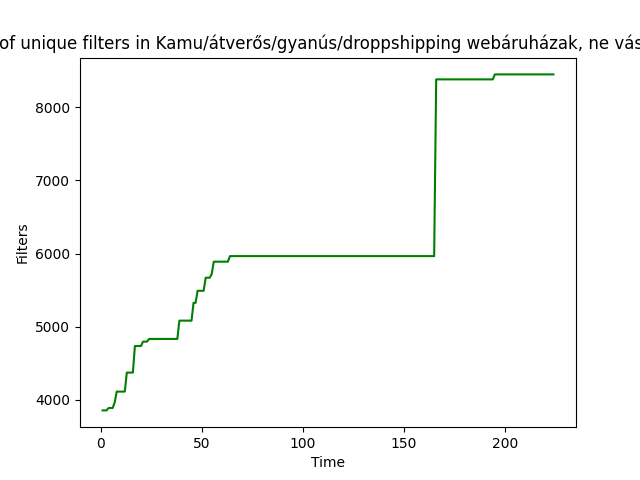 of unique filters in Kamu/átverős/gyanús/droppshipping webáruházak, ne vás
8000
7000
6000
5000
4000
Filters
0 50 100 150 200
Time